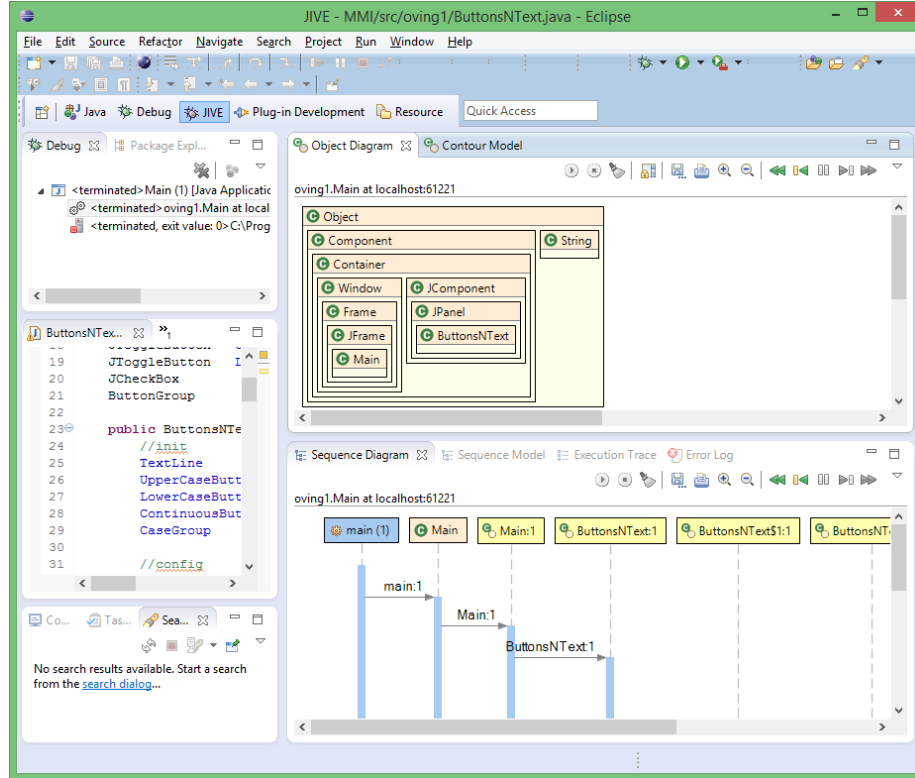 JIVE - MMI/src/oving1/ButtonsNText.java - Eclipse
File Edit Source Refactor Navigate Search Project Run Window Help
Java Debug JIVE Plug-in Development Resource Quick Access
Debug Package Expl...
<terminated>Main (1) [Java Applicatic
<terminated>oving1.Main at local
<terminated, exit value: 0>C:\Prog
Object Diagram Contour Model
oving1.Main at localhost:61221
Object
Component String
Container
Window JComponent
Frame JPanel
JFrame ButtonsNText
Main
ButtonsNTex... »1
19 JToggleButton
20 JCheckBox
21 ButtonGroup
22
23 public ButtonsNTe
24 //init
25 TextLine
26 UpperCaseButt
27 LowerCaseButt
28 ContinuousBut
29 CaseGroup
30
31 //config
Sequence Diagram Sequence Model Execution Trace Error Log
oving1.Main at localhost:61221
main (1) Main Main:1 ButtonsNText:1 ButtonsNText$1:1 ButtonsNT
main:1
Main:1
ButtonsNText:1
Co... Tas... Sea...
No search results available. Start a search
from the search dialog...